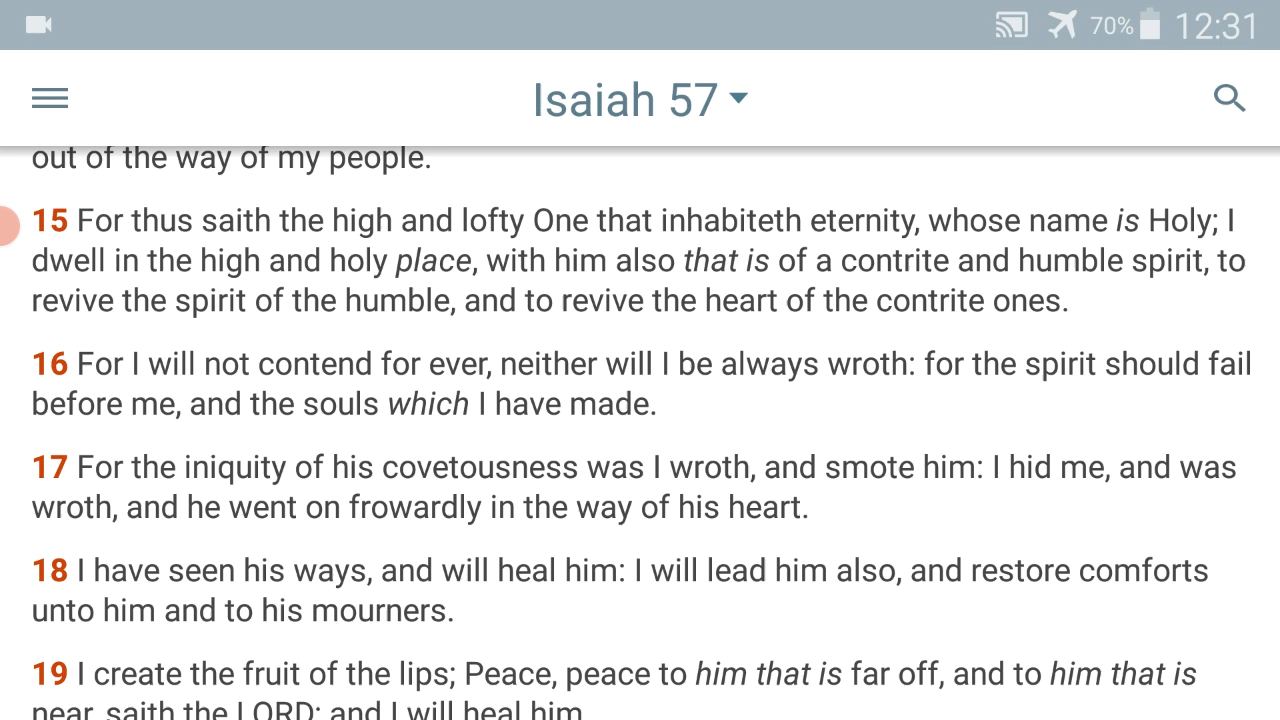 70% 12:31
Isaiah 57
out of the way of my people.
15 For thus saith the high and lofty One that inhabiteth eternity, whose name is Holy; I
dwell in the high and holy place, with him also that is of a contrite and humble spirit, to
revive the spirit of the humble, and to revive the heart of the contrite ones.
16 For I will not contend for ever, neither will I be always wroth: for the spirit should fail
before me, and the souls which I have made.
17 For the iniquity of his covetousness was I wroth, and smote him: I hid me, and was
wroth, and he went on frowardly in the way of his heart.
18 I have seen his ways, and will heal him: I will lead him also, and restore comforts
unto him and to his mourners.
19 I create the fruit of the lips; Peace, peace to him that is far off, and to him that is
near, saith the LORD; and I will heal him.